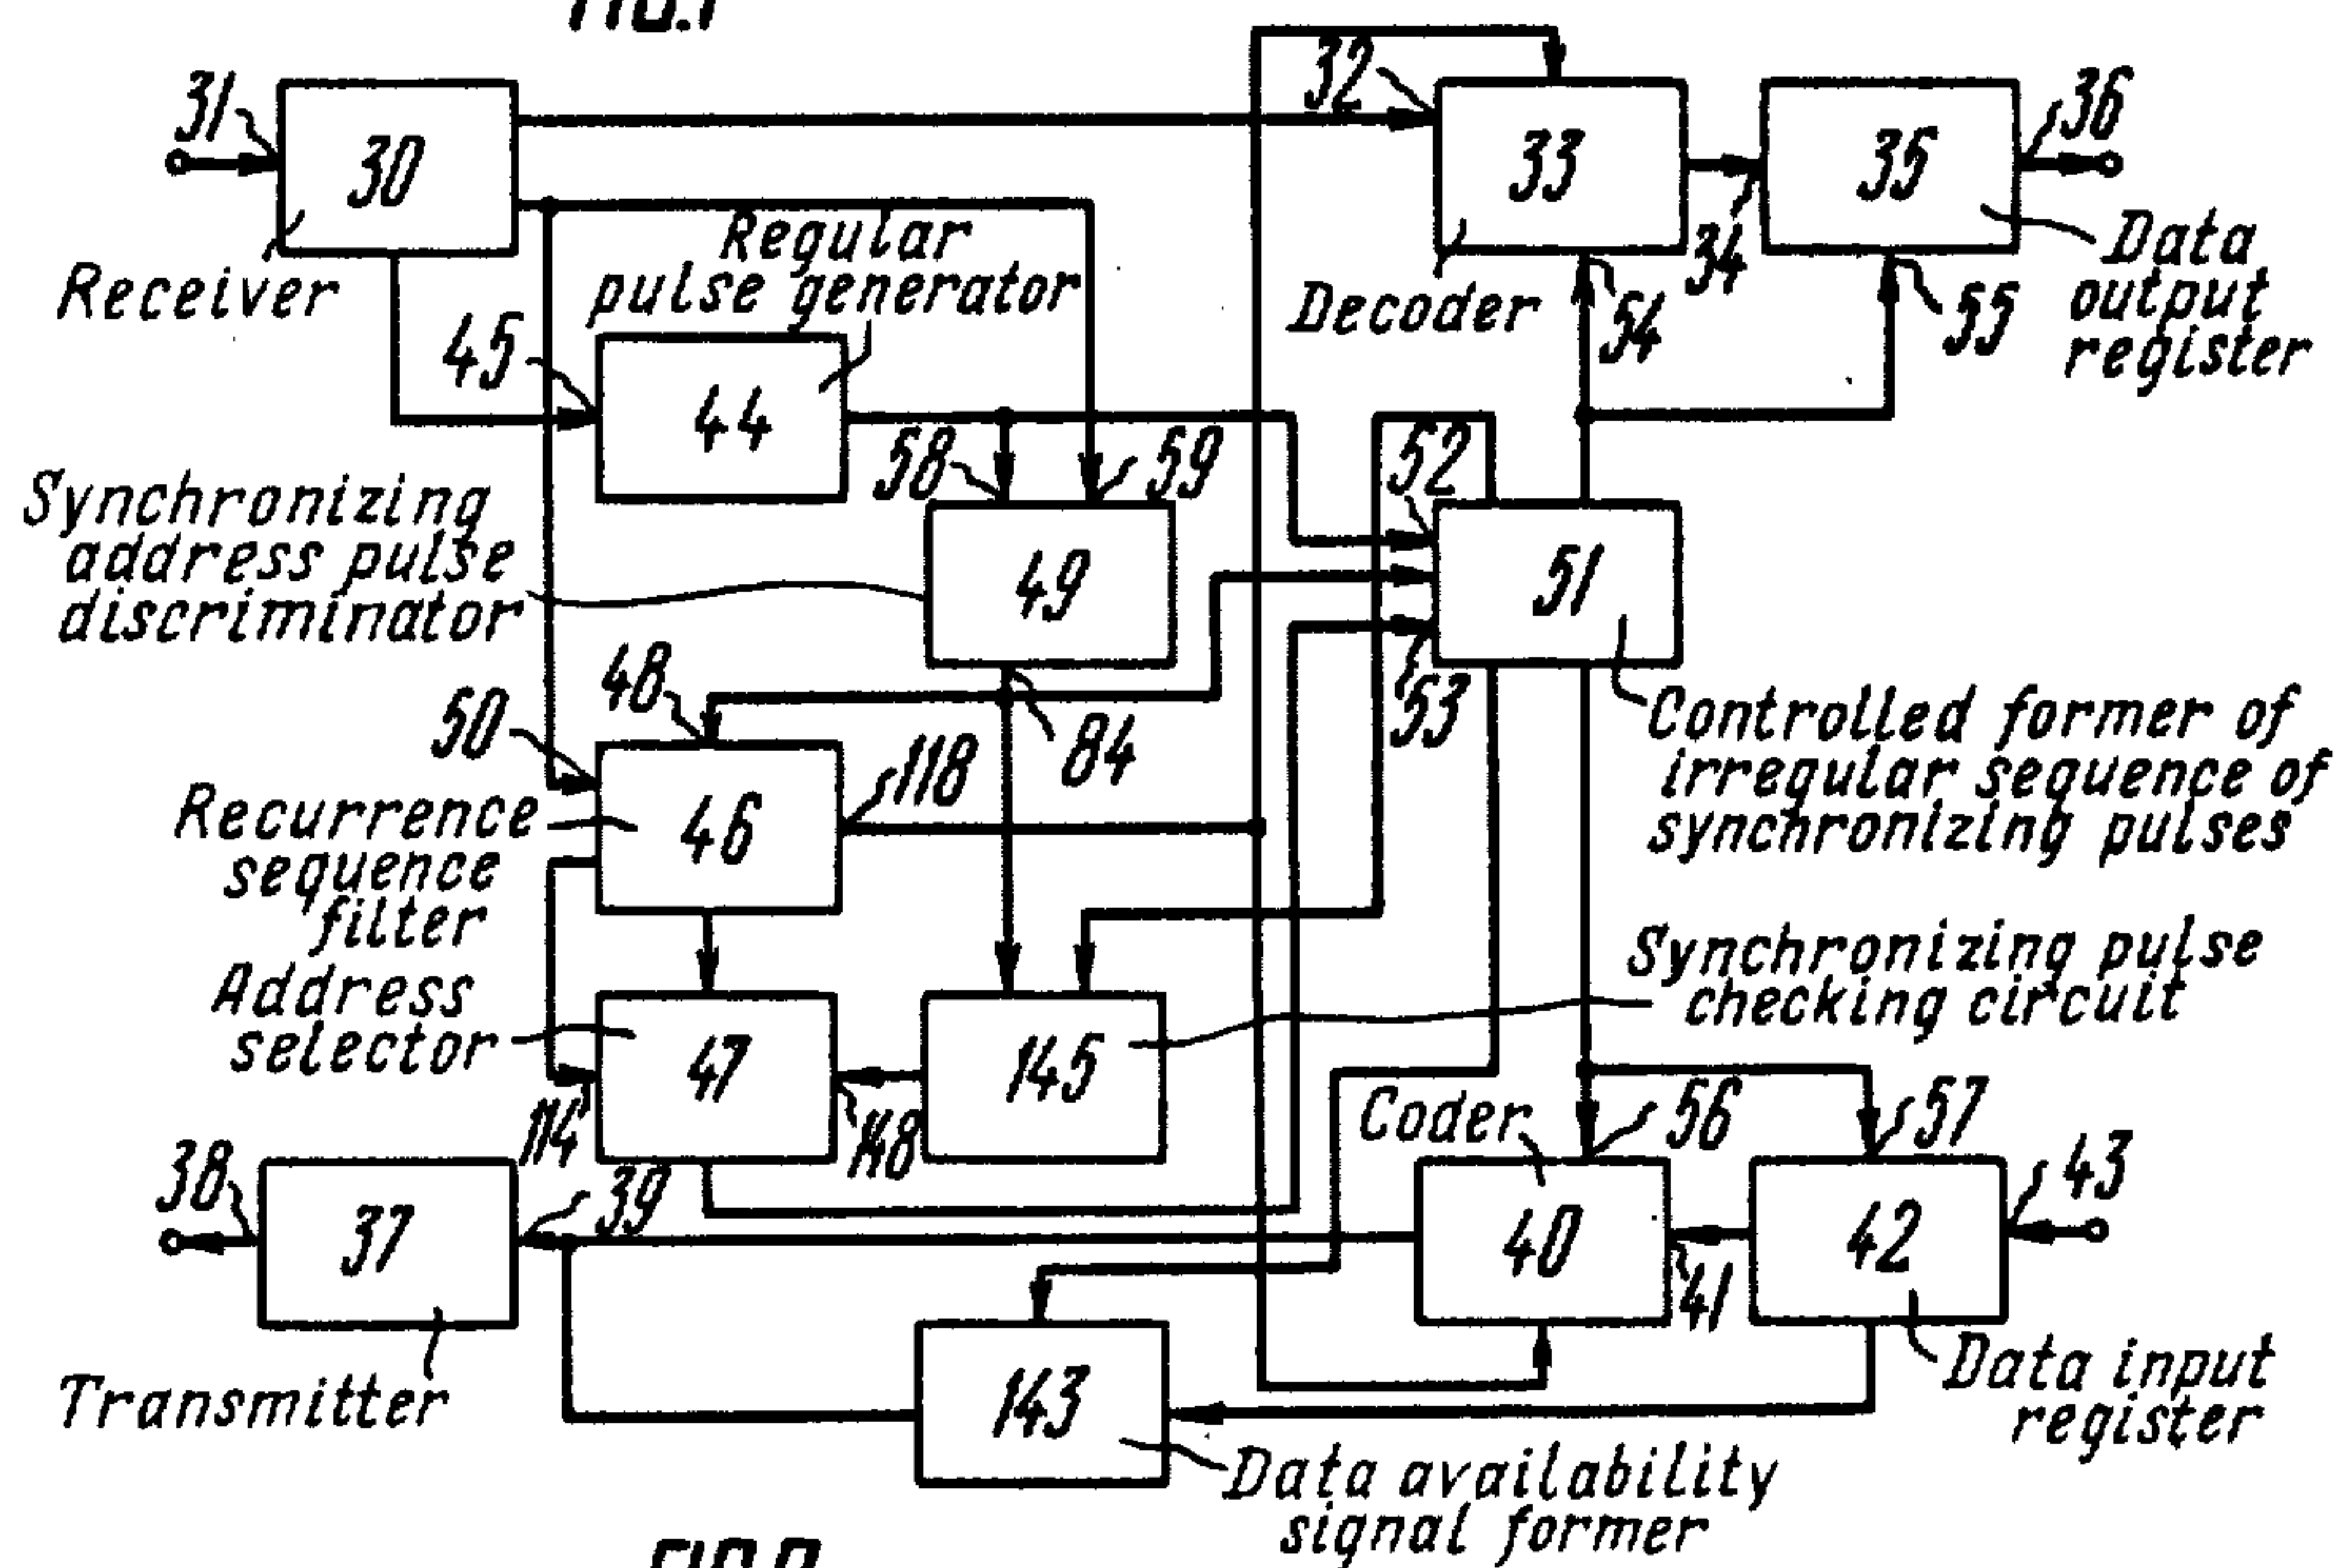 FIG.1
31
30
Receiver
32
33
Decoder
34
35
36
Data
output
register
54
55
Regular
pulse generator
45
44
58
59
52
Synchronizing
address pulse
discriminator
49
51
53
48
50
84
118
Controlled former of
irregular sequence of
synchronizing pulses
Recurrence
sequence
filter
46
Address
selector
47
145
Synchronizing pulse
checking circuit
114
148
Coder
56
57
43
38
37
39
40
41
42
Transmitter
143
Data input
register
Data availability
signal former